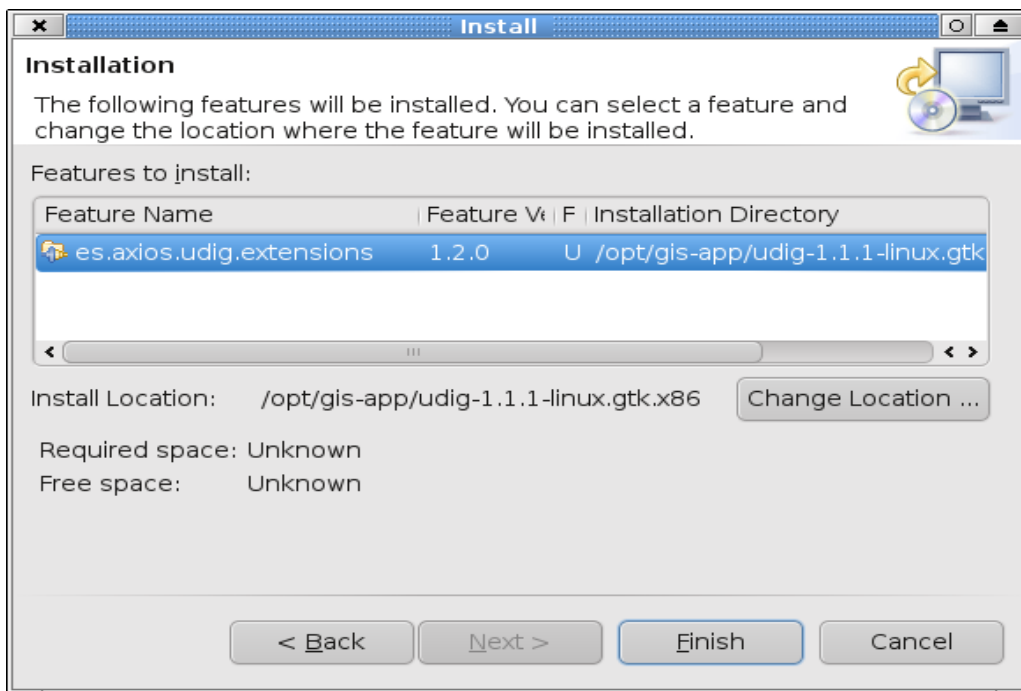 Install
Installation
The following features will be installed. You can select a feature and
change the location where the feature will be installed.
Features to install:
Feature Name Feature Ve F Installation Directory
es.axios.udig.extensions 1.2.0 U /opt/gis-app/udig-1.1.1-linux.gtk
Install Location: /opt/gis-app/udig-1.1.1-linux.gtk.x86 Change Location ...
Required space: Unknown
Free space: Unknown
< Back Next > Finish Cancel